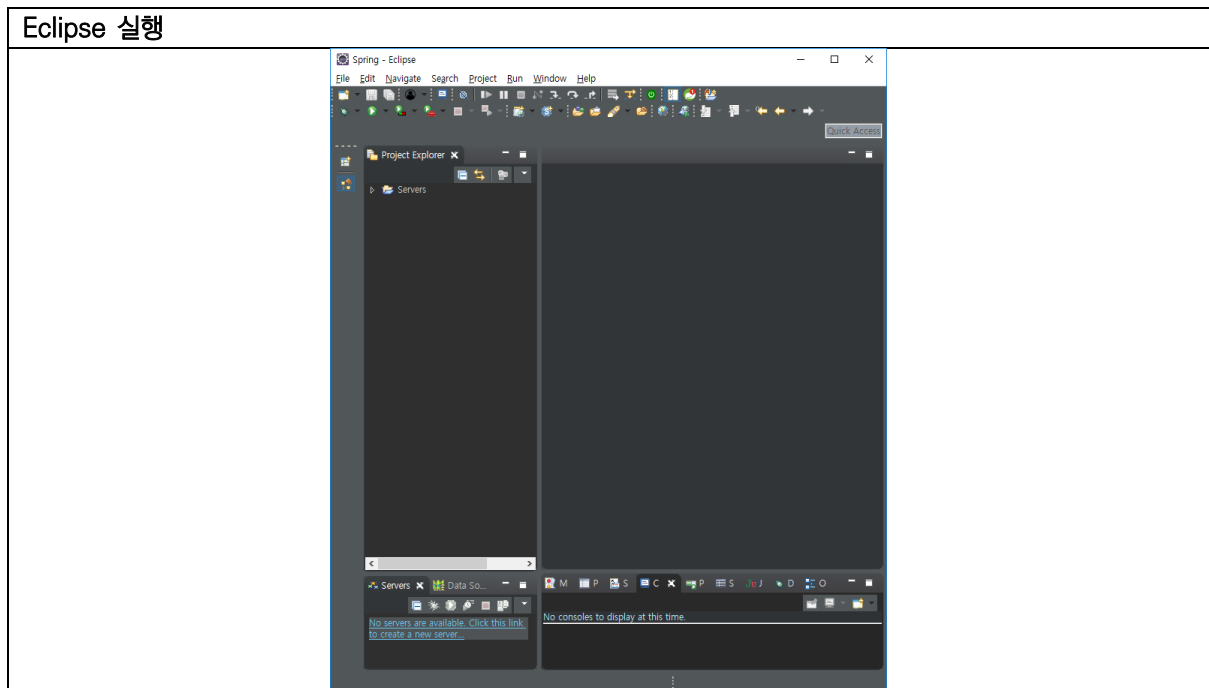 Eclipse 실행
Spring - Eclipse
File Edit Navigate Search Project Run Window Help
Quick Access
Project Explorer
Servers
Servers Data So...
M P S C P S JU J D O
No servers are available. Click this link
to create a new server...
No consoles to display at this time.